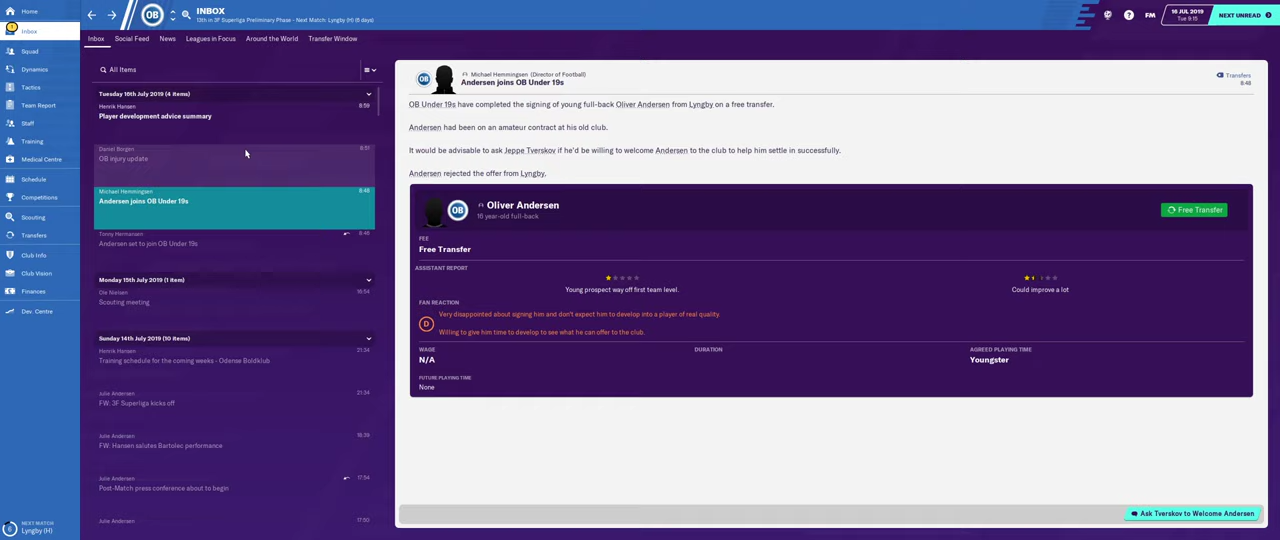 Home
INBOX
13th in 3F Superliga Preliminary Phase - Next Match: Lyngby (H) (6 days)
FM
16 JUL 2019
Tue 9:15
NEXT UNREAD
1
Inbox
Squad
Dynamics
Tactics
Team Report
Staff
Training
Medical Centre
Schedule
Competitions
Scouting
Transfers
Club Info
Club Vision
Finances
Dev. Centre
NEXT MATCH
Lyngby (H)
6
Inbox
Social Feed
News
Leagues in Focus
Around the World
Transfer Window
All Items
Tuesday 16th July 2019 (4 items)
Henrik Hansen
8:59
Player development advice summary
Daniel Borgen
8:51
OB injury update
Michael Hemmingsen
8:48
Andersen joins OB Under 19s
Tonny Hermansen
8:48
Andersen set to join OB Under 19s
Monday 15th July 2019 (1 item)
Ole Nielsen
16:54
Scouting meeting
Sunday 14th July 2019 (10 items)
Henrik Hansen
21:34
Training schedule for the coming weeks - Odense Boldklub
Julie Andersen
21:34
FW: 3F Superliga kicks off
Julie Andersen
18:39
FW: Hansen salutes Bartolec performance
Julie Andersen
17:54
Post-Match press conference about to begin
Julie Andersen
17:50
OB
Michael Hemmingsen (Director of Football)
Andersen joins OB Under 19s
Transfers
8:48
OB Under 19s have completed the signing of young full-back Oliver Andersen from Lyngby on a free transfer.
Andersen had been on an amateur contract at his old club.
It would be advisable to ask Jeppe Tverskov if he'd be willing to welcome Andersen to the club to help him settle in successfully.
Andersen rejected the offer from Lyngby.
OB
Oliver Andersen
16 year-old full-back
Free Transfer
FEE
Free Transfer
ASSISTANT REPORT
Young prospect way off first team level.
Could improve a lot
FAN REACTION
D
Very disappointed about signing him and don't expect him to develop into a player of real quality.
Willing to give him time to develop to see what he can offer to the club.
WAGE
N/A
DURATION
AGREED PLAYING TIME
Youngster
FUTURE PLAYING TIME
None
Ask Tverskov to Welcome Andersen